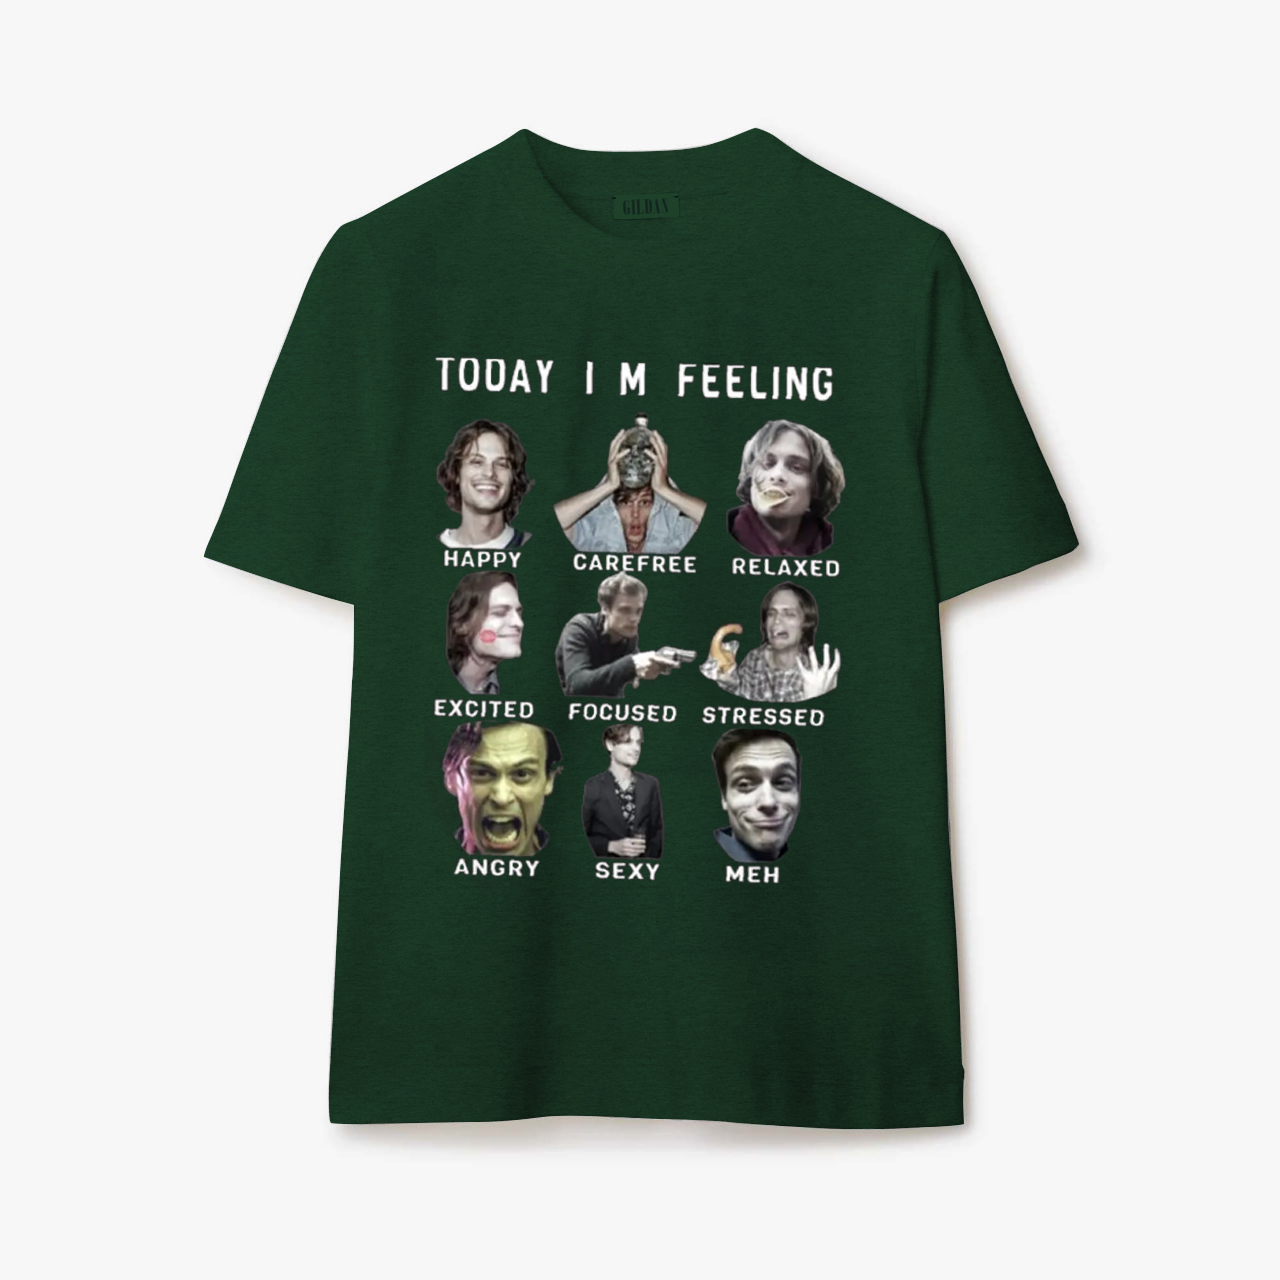 GILDAN
TODAY I M FEELING
HAPPY CAREFREE RELAXED
EXCITED FOCUSED STRESSED
ANGRY SEXY MEH